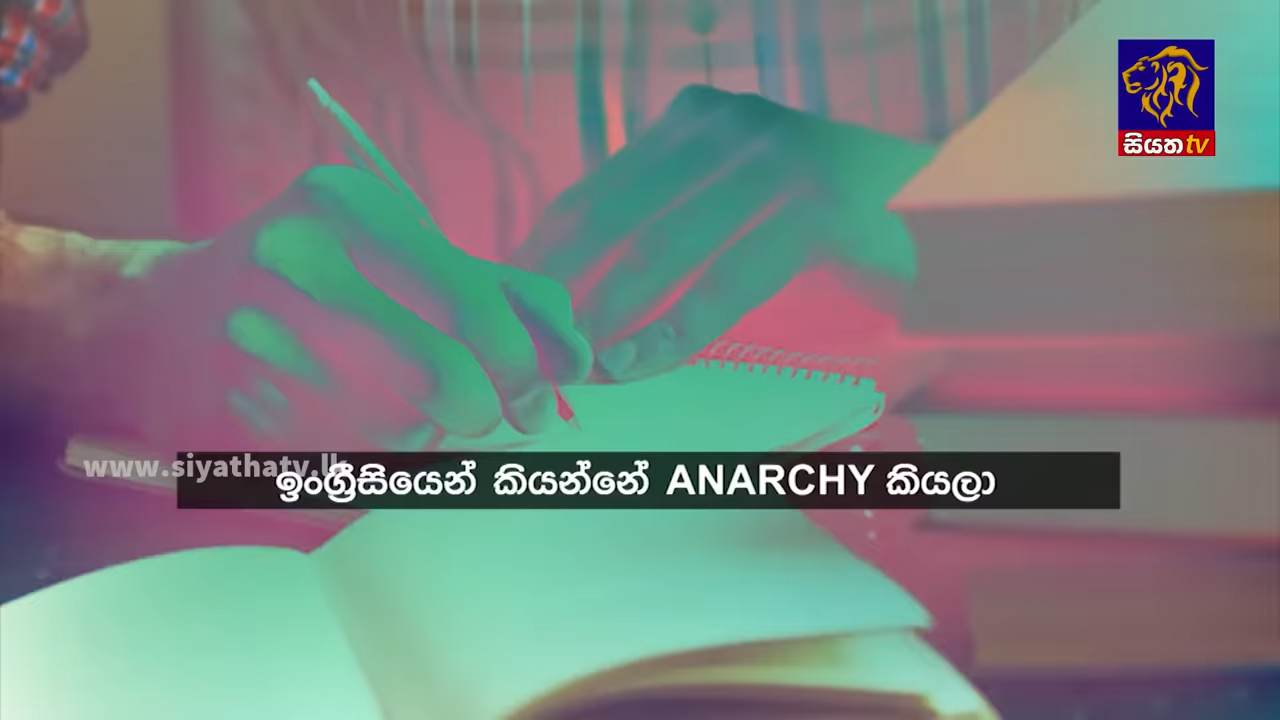 සියත tv
www.siyathatv.lk
ඉංග්‍රීසියෙන් කියන්නේ ANARCHY කියලා